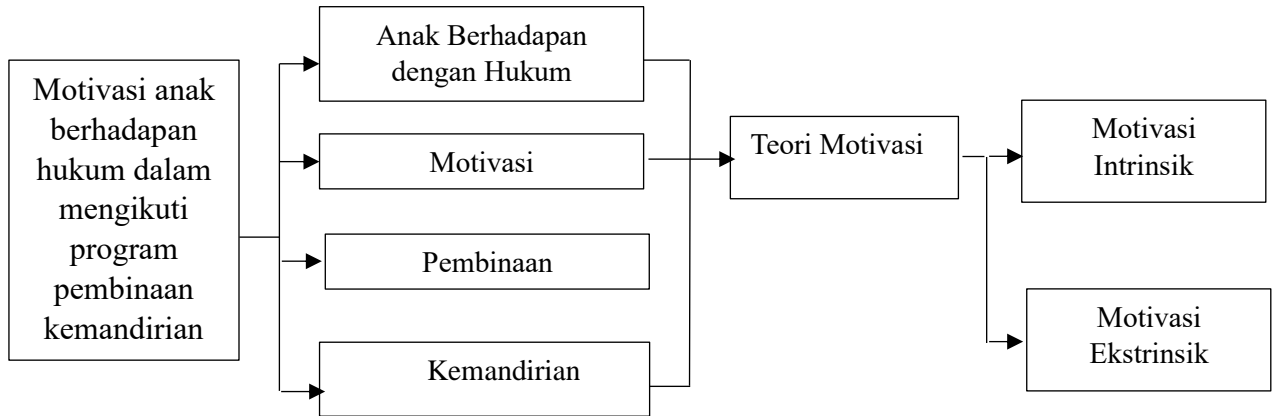 Motivasi anak
berhadapan
hukum dalam
mengikuti
program
pembinaan
kemandirian
Anak Berhadapan
dengan Hukum
Motivasi
Pembinaan
Kemandirian
Teori Motivasi
Motivasi
Intrinsik
Motivasi
Ekstrinsik